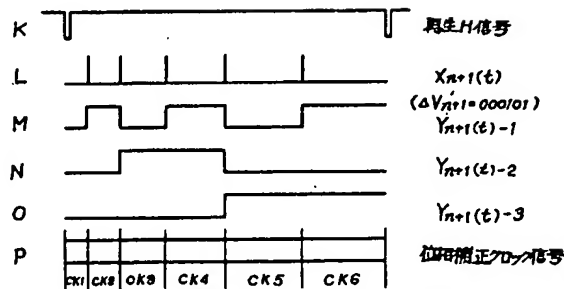 K 再生H信号
L Xn+1(t)
(ΔV'n+1=000101)
M Y'n+1(t)-1
N Yn+1(t)-2
O Yn+1(t)-3
P 位相補正クロック信号
CK1 CK2 CK3 CK4 CK5 CK6